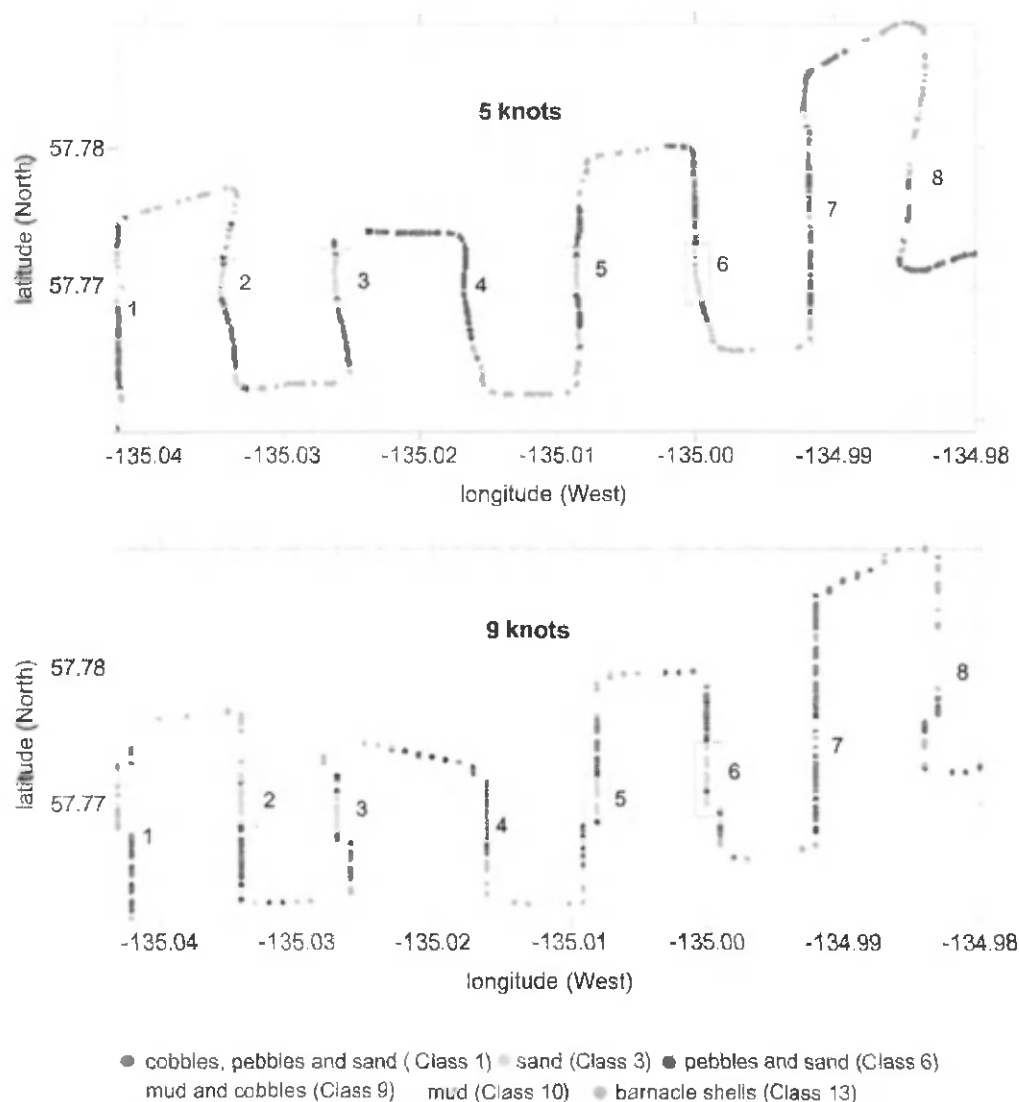 5 knots
57.78
57.77
latitude (North)
1
2
3
4
5
6
7
8
-135.04 -135.03 -135.02 -135.01 -135.00 -134.99 -134.98
longitude (West)
9 knots
57.78
57.77
latitude (North)
1
2
3
4
5
6
7
8
-135.04 -135.03 -135.02 -135.01 -135.00 -134.99 -134.98
longitude (West)
cobbles, pebbles and sand ( Class 1) sand (Class 3) pebbles and sand (Class 6)
mud and cobbles (Class 9) mud (Class 10) barnacle shells (Class 13)